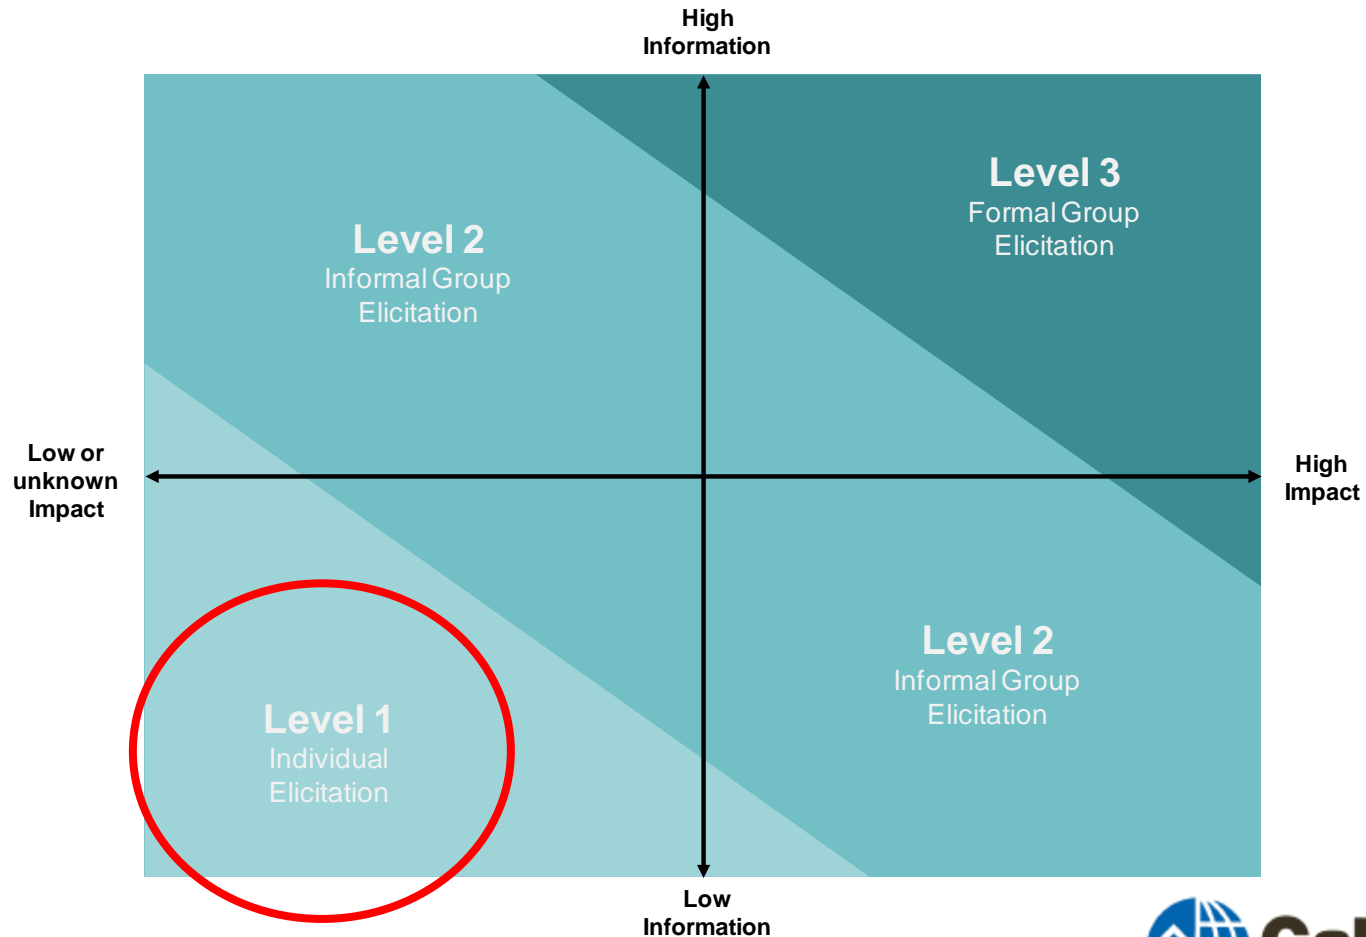 High
Information
Level 3
Formal Group
Elicitation
Level 2
Informal Group
Elicitation
Low or
unknown
Impact
High
Impact
Level 2
Informal Group
Elicitation
Level 1
Individual
Elicitation
Low
Information